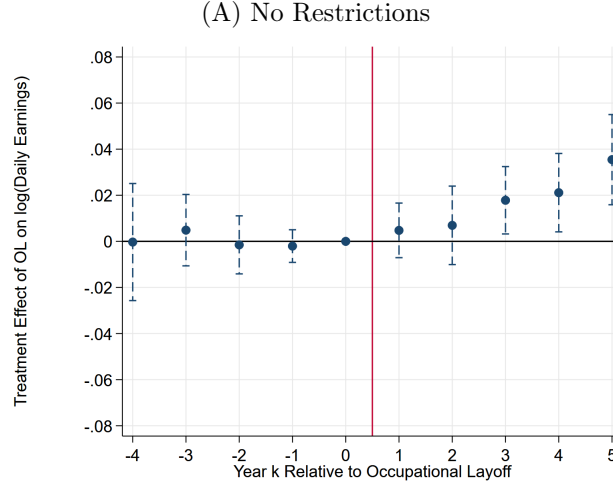 (A) No Restrictions
Treatment Effect of OL on log(Daily Earnings)
.08
.06
.04
.02
0
-.02
-.04
-.06
-.08
-4 -3 -2 -1 0 1 2 3 4 5
Year k Relative to Occupational Layoff